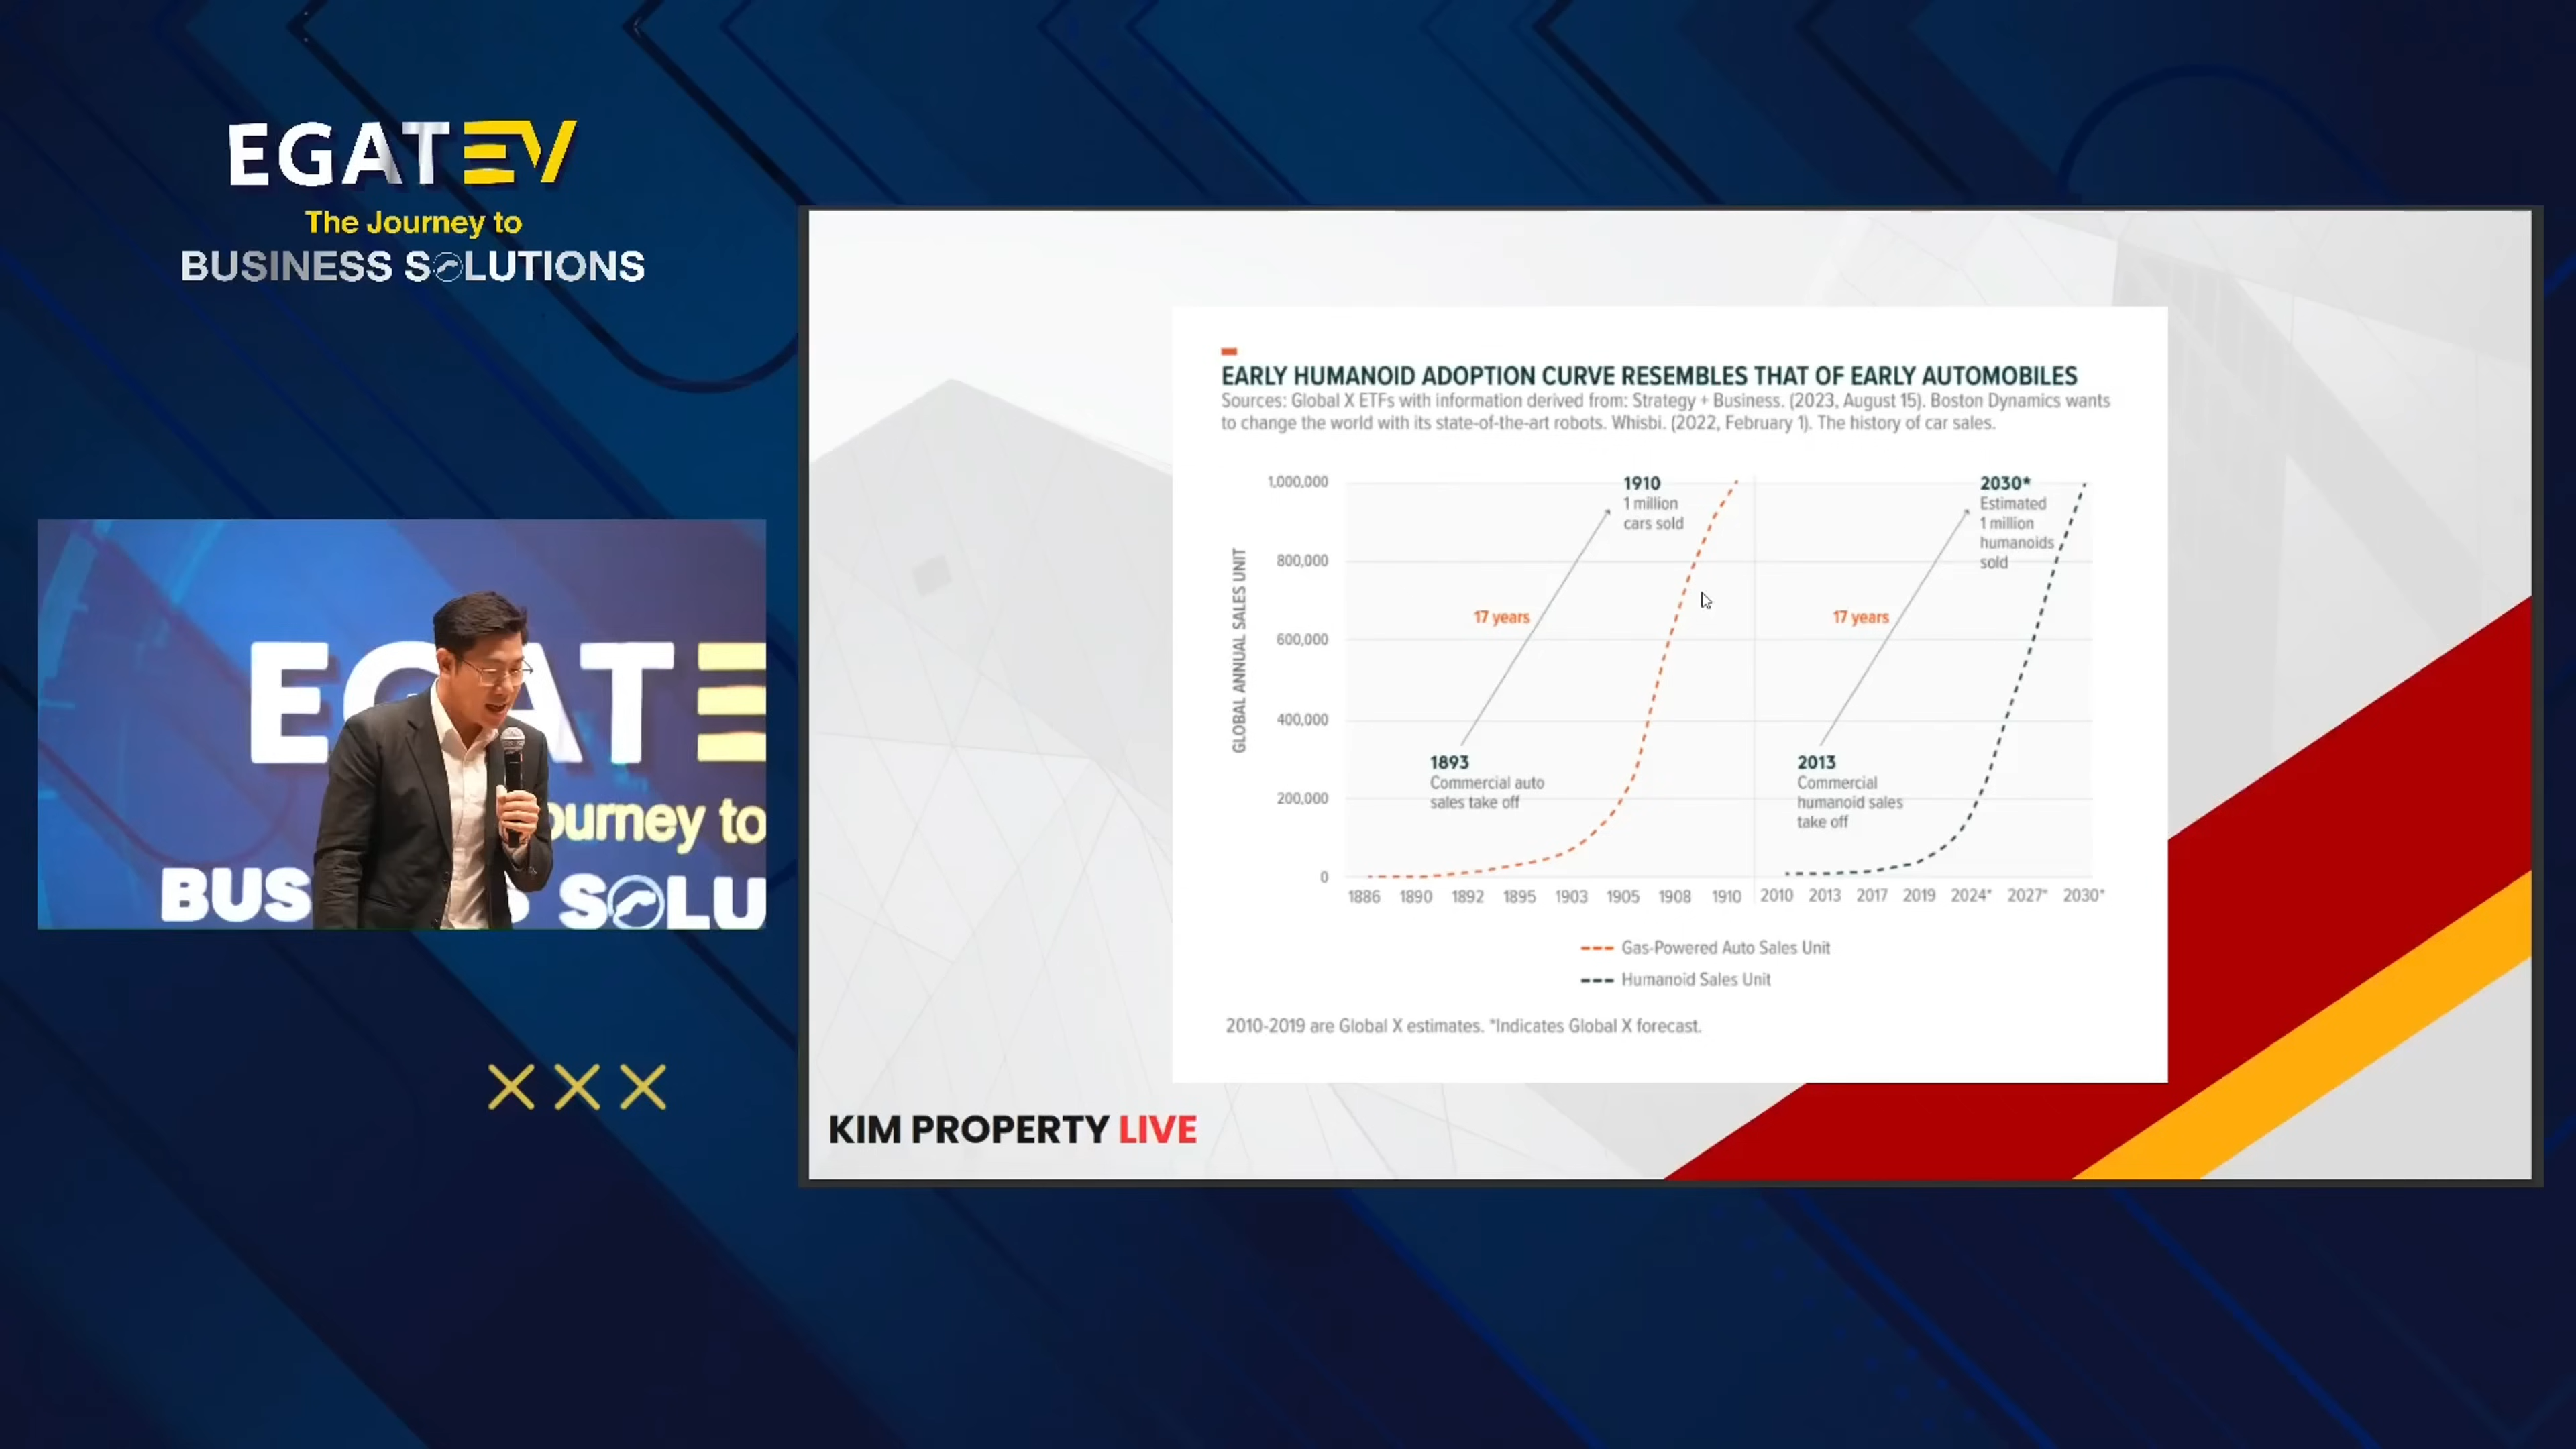 EGAT EV
The Journey to
BUSINESS SOLUTIONS
EGAT
ourney to
BUS S SOLU
EARLY HUMANOID ADOPTION CURVE RESEMBLES THAT OF EARLY AUTOMOBILES
Sources: Global X ETFs with information derived from: Strategy + Business. (2023, August 15). Boston Dynamics wants
to change the world with its state-of-the-art robots. Whisbi. (2022, February 1). The history of car sales.
GLOBAL ANNUAL SALES UNIT
1,000,000
800,000
600,000
400,000
200,000
0
1910
1 million
cars sold
17 years
1893
Commercial auto
sales take off
2030*
Estimated
1 million
humanoids
sold
17 years
2013
Commercial
humanoid sales
take off
1886 1890 1892 1895 1903 1905 1908 1910 2010 2013 2017 2019 2024* 2027* 2030*
Gas-Powered Auto Sales Unit
Humanoid Sales Unit
2010-2019 are Global X estimates. *Indicates Global X forecast.
KIM PROPERTY LIVE